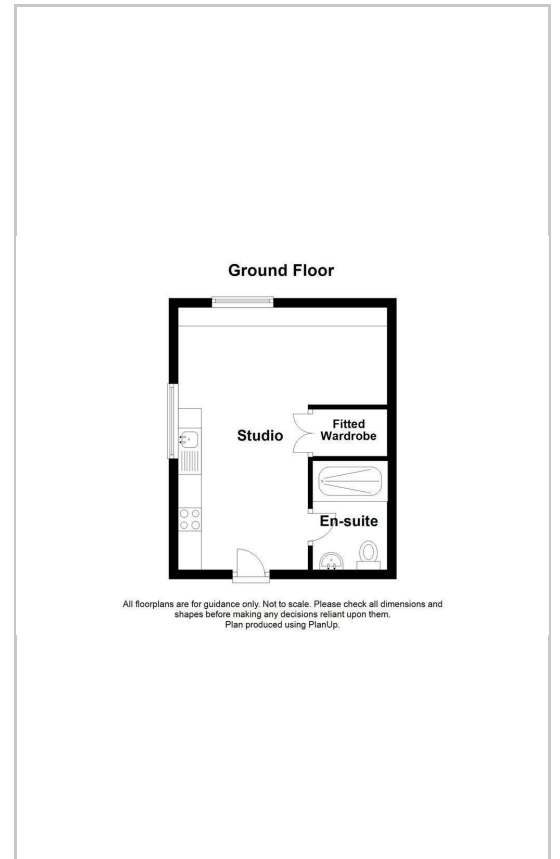 Ground Floor
Studio
Fitted
Wardrobe
En-suite
All floorplans are for guidance only. Not to scale. Please check all dimensions and
shapes before making any decisions reliant upon them.
Plan produced using PlanUp.